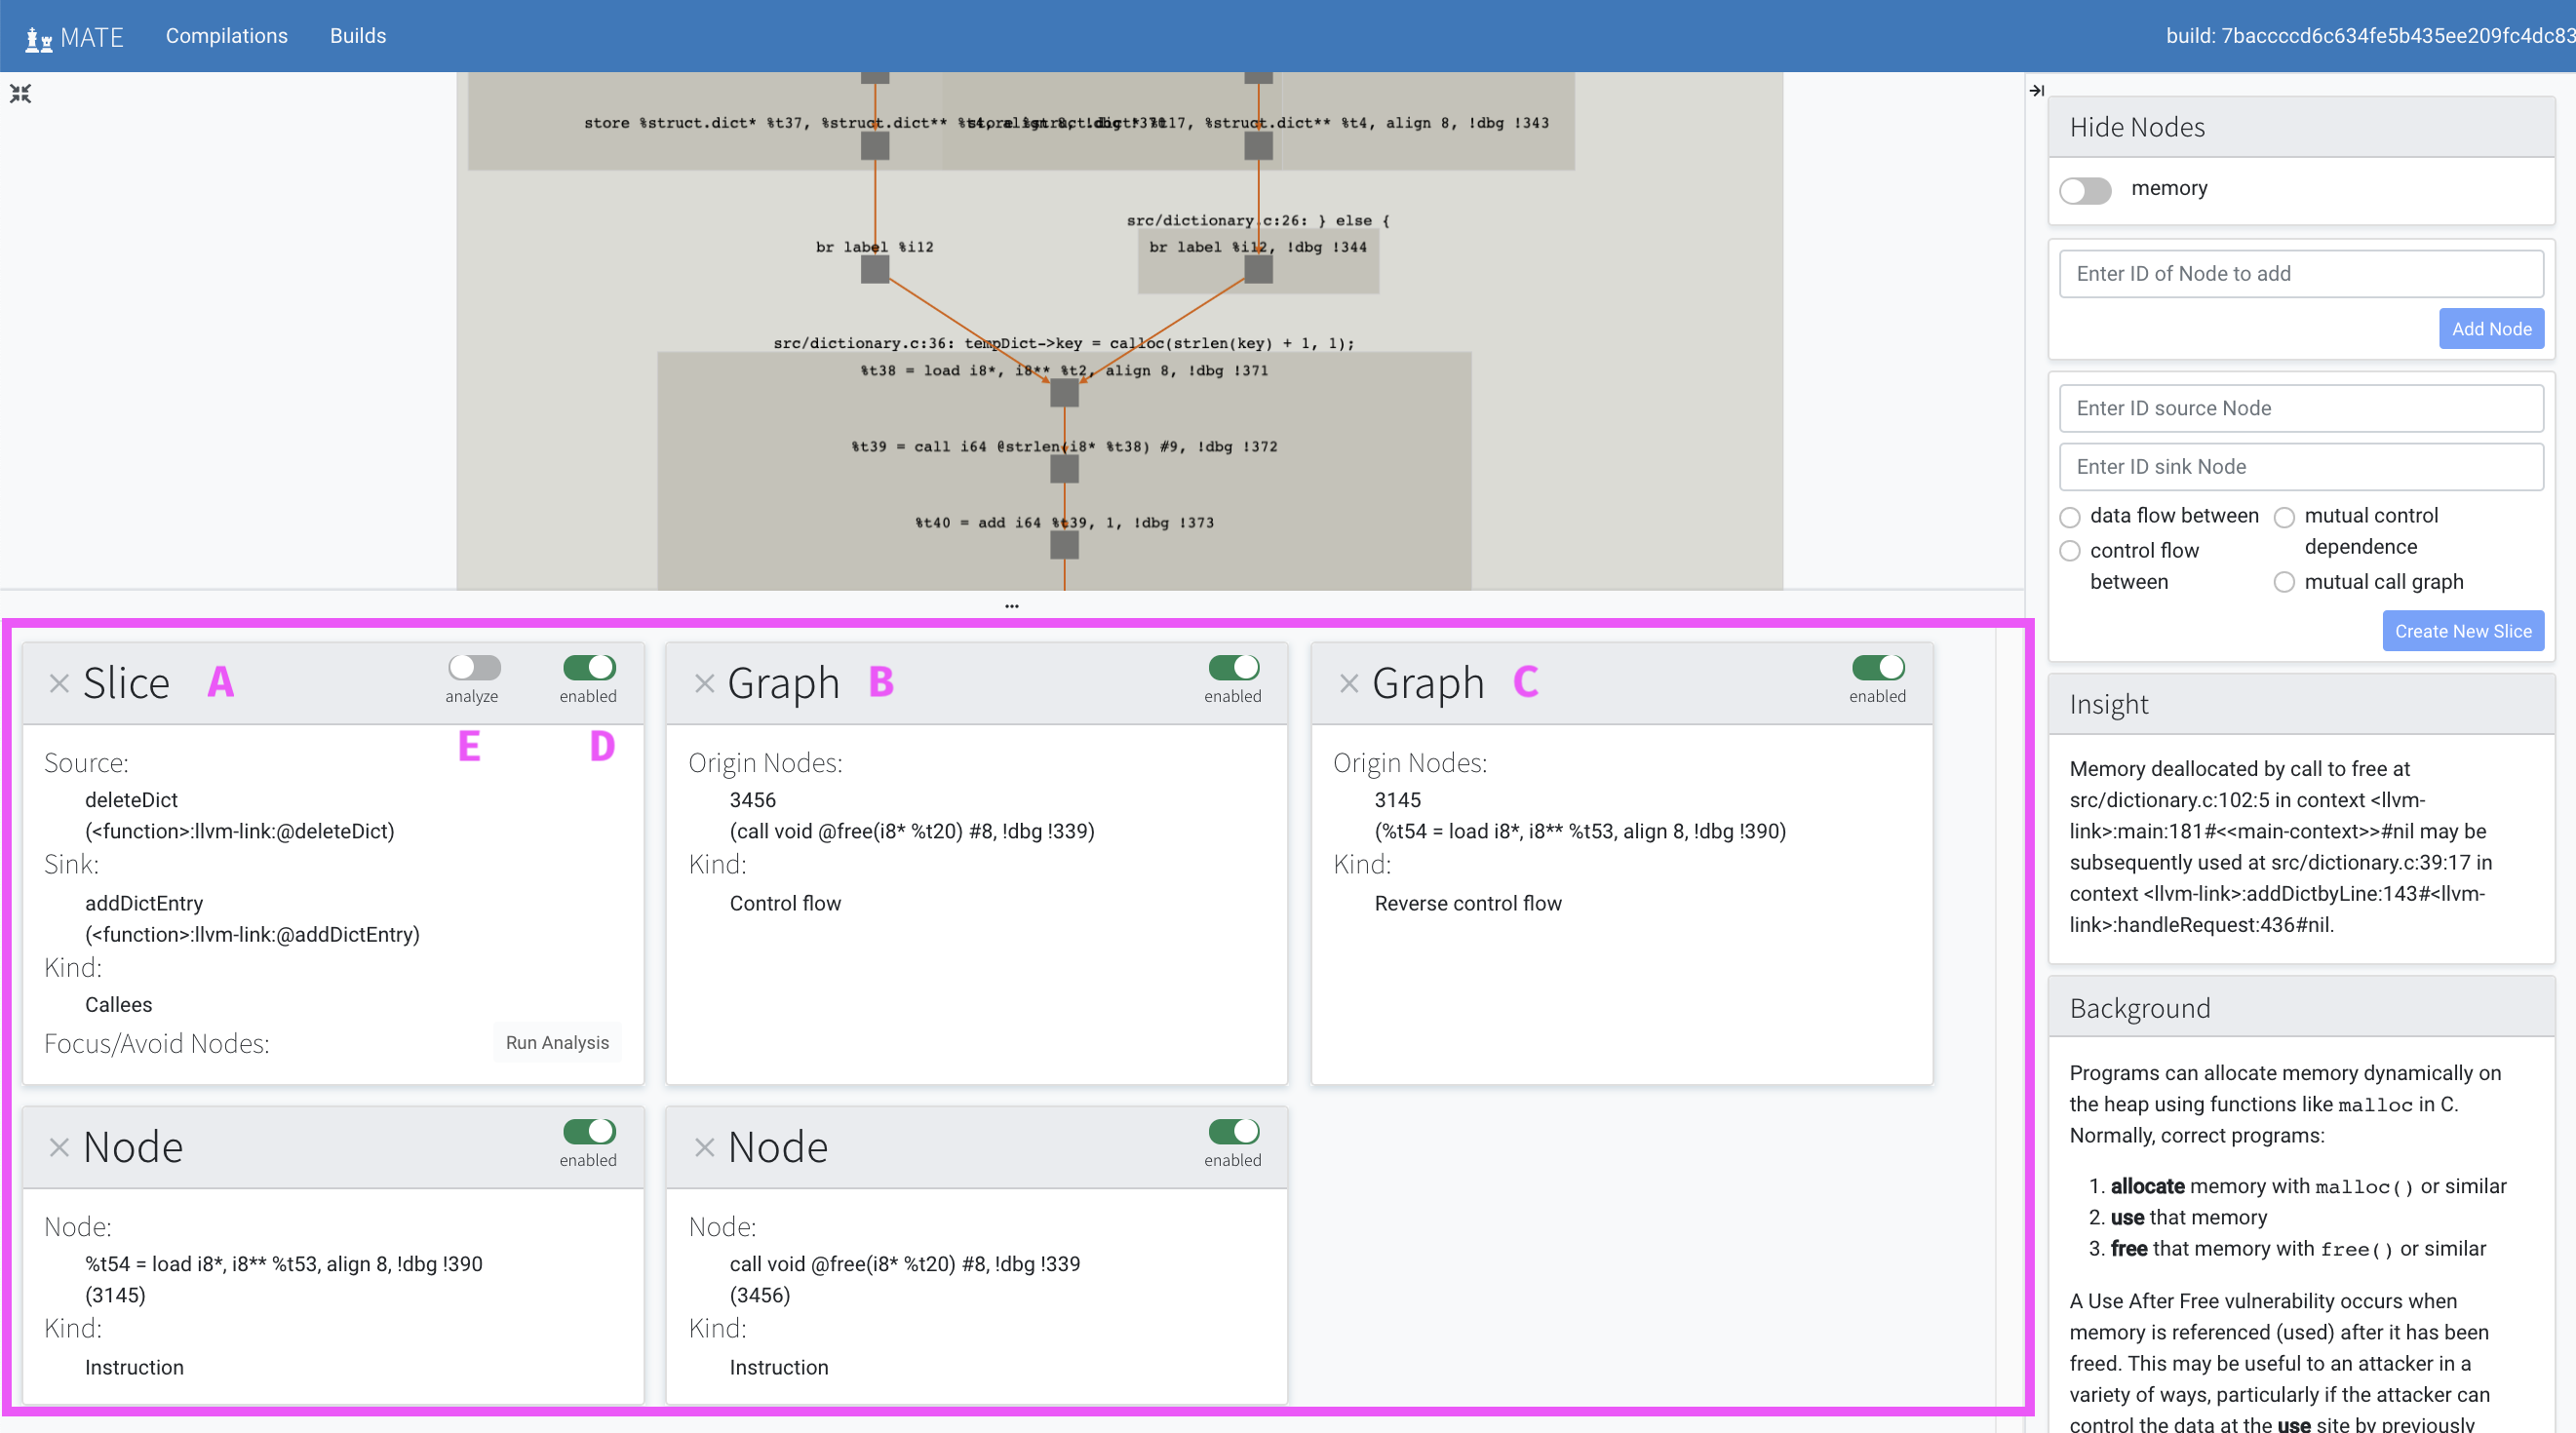 MATE Compilations Builds build: 7baccccd6c634fe5b435ee209fc4dc83
store %struct.dict* %t37, %struct.dict** %t4, align 8, !dbg !370
store %struct.dict* %t17, %struct.dict** %t4, align 8, !dbg !343
src/dictionary.c:26: } else {
br label %i12
br label %i12, !dbg !344
src/dictionary.c:36: tempDict->key = calloc(strlen(key) + 1, 1);
%t38 = load i8*, i8** %t2, align 8, !dbg !371
%t39 = call i64 @strlen(i8* %t38) #9, !dbg !372
%t40 = add i64 %t39, 1, !dbg !373
...
Slice A
analyze
enabled
E
D
Source:
deleteDict
(<function>:llvm-link:@deleteDict)
Sink:
addDictEntry
(<function>:llvm-link:@addDictEntry)
Kind:
Callees
Focus/Avoid Nodes:
Run Analysis
Graph B
enabled
Origin Nodes:
3456
(call void @free(i8* %t20) #8, !dbg !339)
Kind:
Control flow
Graph C
enabled
Origin Nodes:
3145
(%t54 = load i8*, i8** %t53, align 8, !dbg !390)
Kind:
Reverse control flow
Node
enabled
Node:
%t54 = load i8*, i8** %t53, align 8, !dbg !390
(3145)
Kind:
Instruction
Node
enabled
Node:
call void @free(i8* %t20) #8, !dbg !339
(3456)
Kind:
Instruction
Hide Nodes
memory
Enter ID of Node to add
Add Node
Enter ID source Node
Enter ID sink Node
data flow between
control flow
between
mutual control
dependence
mutual call graph
Create New Slice
Insight
Memory deallocated by call to free at
src/dictionary.c:102:5 in context <llvm-
link>:main:181#<<main-context>>#nil may be
subsequently used at src/dictionary.c:39:17 in
context <llvm-link>:addDictbyLine:143#<llvm-
link>:handleRequest:436#nil.
Background
Programs can allocate memory dynamically on
the heap using functions like malloc in C.
Normally, correct programs:
1. allocate memory with malloc() or similar
2. use that memory
3. free that memory with free() or similar
A Use After Free vulnerability occurs when
memory is referenced (used) after it has been
freed. This may be useful to an attacker in a
variety of ways, particularly if the attacker can
control the data at the use site by previously